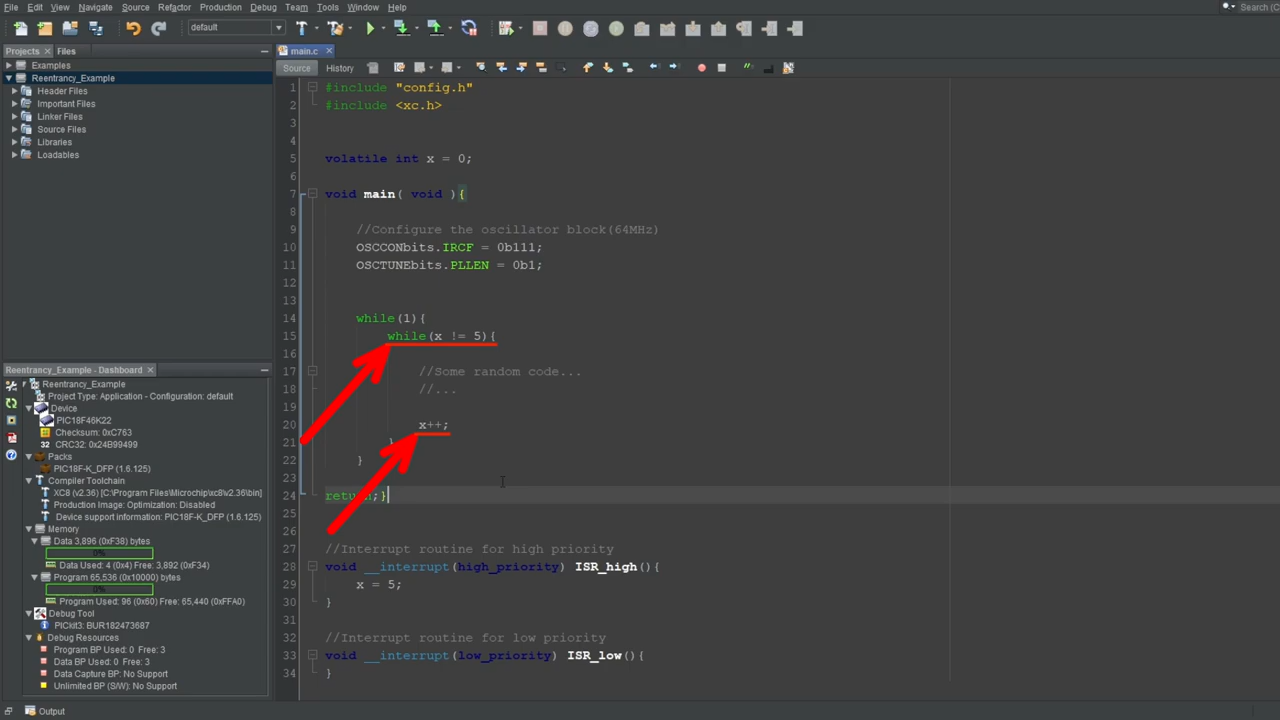 File Edit View Navigate Source Refactor Production Debug Team Tools Window Help
default
Projects Files
Examples
Reentrancy_Example
Header Files
Important Files
Linker Files
Source Files
Libraries
Loadables
Reentrancy_Example - Dashboard
Reentrancy_Example
Project Type: Application - Configuration: default
Device
PIC18F46K22
Checksum: 0xC763
CRC32: 0x24B99499
Packs
PIC18F-K_DFP (1.6.125)
Compiler Toolchain
XC8 (v2.36) [C:\Program Files\Microchip\xc8\v2.36\bin]
Production Image: Optimization: Disabled
Device support information: PIC18F-K_DFP (1.6.125)
Memory
Data 3,896 (0xF38) bytes
0%
Data Used: 4 (0x4) Free: 3,892 (0xF34)
Program 65,536 (0x10000) bytes
0%
Program Used: 96 (0x60) Free: 65,440 (0xFFA0)
Debug Tool
PICkit3: BUR182473687
Debug Resources
Program BP Used: 0 Free: 3
Data BP Used: 0 Free: 3
Data Capture BP: No Support
Unlimited BP (S/W): No Support
main.c
Source History
1 #include "config.h"
2 #include <xc.h>
3
4
5 volatile int x = 0;
6
7 void main( void ){
8
9 //Configure the oscillator block(64MHz)
10 OSCCONbits.IRCF = 0b111;
11 OSCTUNEbits.PLLEN = 0b1;
12
13
14 while(1){
15 while(x != 5){
16
17 //Some random code...
18 //...
19
20 x++;
21 }
22 }
23
24 return;}
25
26
27 //Interrupt routine for high priority
28 void __interrupt(high_priority) ISR_high(){
29 x = 5;
30 }
31
32 //Interrupt routine for low priority
33 void __interrupt(low_priority) ISR_low(){
34 }
Output